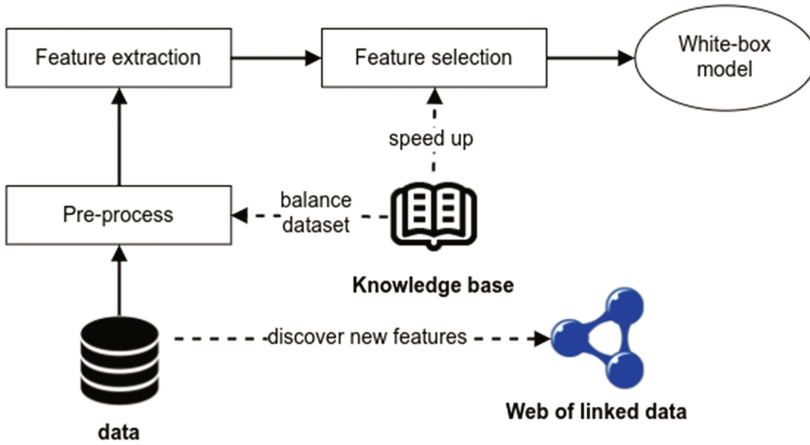 Feature extraction
Feature selection
White-box
model
speed up
Pre-process
balance
dataset
Knowledge base
discover new features
data
Web of linked data